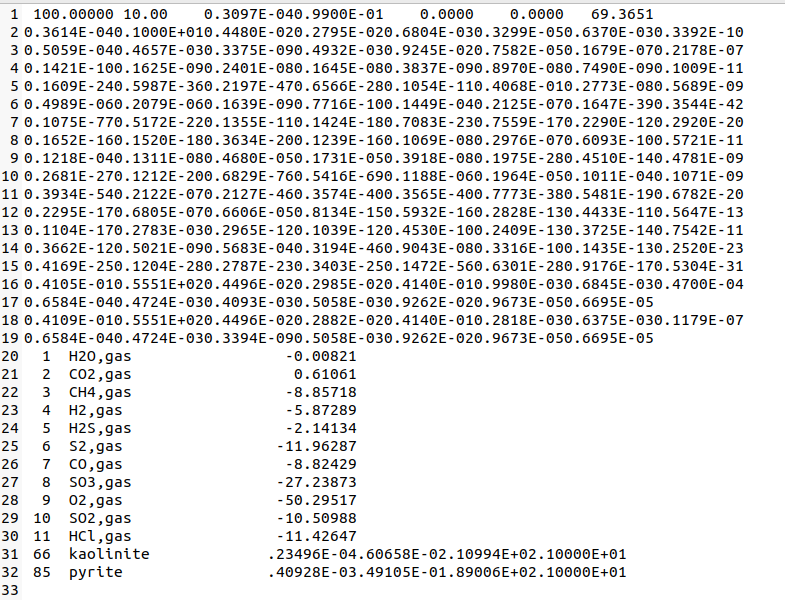 1 100.00000 10.00    0.3097E-040.9900E-01    0.0000    0.0000   69.3651
2 0.3614E-040.1000E+010.4480E-020.2795E-020.6804E-030.3299E-050.6370E-030.3392E-10
3 0.5059E-040.4657E-030.3375E-090.4932E-030.9245E-020.7582E-050.1679E-070.2178E-07
4 0.1421E-100.1625E-090.2401E-080.1645E-080.3837E-090.8970E-080.7490E-090.1009E-11
5 0.1609E-240.5987E-360.2197E-470.6566E-280.1054E-110.4068E-010.2773E-080.5689E-09
6 0.4989E-060.2079E-060.1639E-090.7716E-100.1449E-040.2125E-070.1647E-390.3544E-42
7 0.1075E-770.5172E-220.1355E-110.1424E-180.7083E-230.7559E-170.2290E-120.2920E-20
8 0.1652E-160.1520E-180.3634E-200.1239E-160.1069E-080.2976E-070.6093E-100.5721E-11
9 0.1218E-040.1311E-080.4680E-050.1731E-050.3918E-080.1975E-280.4510E-140.4781E-09
10 0.2681E-270.1212E-200.6829E-760.5416E-690.1188E-060.1964E-050.1011E-040.1071E-09
11 0.3934E-540.2122E-070.2127E-460.3574E-400.3565E-400.7773E-380.5481E-190.6782E-20
12 0.2295E-170.6805E-070.6606E-050.8134E-150.5932E-160.2828E-130.4433E-110.5647E-13
13 0.1104E-170.2783E-030.2965E-120.1039E-120.4530E-100.2409E-130.3725E-140.7542E-11
14 0.3662E-120.5021E-090.5683E-040.3194E-460.9043E-080.3316E-100.1435E-130.2520E-23
15 0.4169E-250.1204E-280.2787E-230.3403E-250.1472E-560.6301E-280.9176E-170.5304E-31
16 0.4105E-010.5551E+020.4496E-020.2985E-020.4140E-010.9980E-030.6845E-030.4700E-04
17 0.6584E-040.4724E-030.4093E-030.5058E-030.9262E-020.9673E-050.6695E-05
18 0.4109E-010.5551E+020.4496E-020.2882E-020.4140E-010.2818E-030.6375E-030.1179E-07
19 0.6584E-040.4724E-030.3394E-090.5058E-030.9262E-020.9673E-050.6695E-05
20   1  H2O,gas                 -0.00821
21   2  CO2,gas                  0.61061
22   3  CH4,gas                 -8.85718
23   4  H2,gas                  -5.87289
24   5  H2S,gas                 -2.14134
25   6  S2,gas                 -11.96287
26   7  CO,gas                  -8.82429
27   8  SO3,gas                -27.23873
28   9  O2,gas                 -50.29517
29  10  SO2,gas                -10.50988
30  11  HCl,gas                -11.42647
31  66  kaolinite             .23496E-04.60658E-02.10994E+02.10000E+01
32  85  pyrite                .40928E-03.49105E-01.89006E+02.10000E+01
33